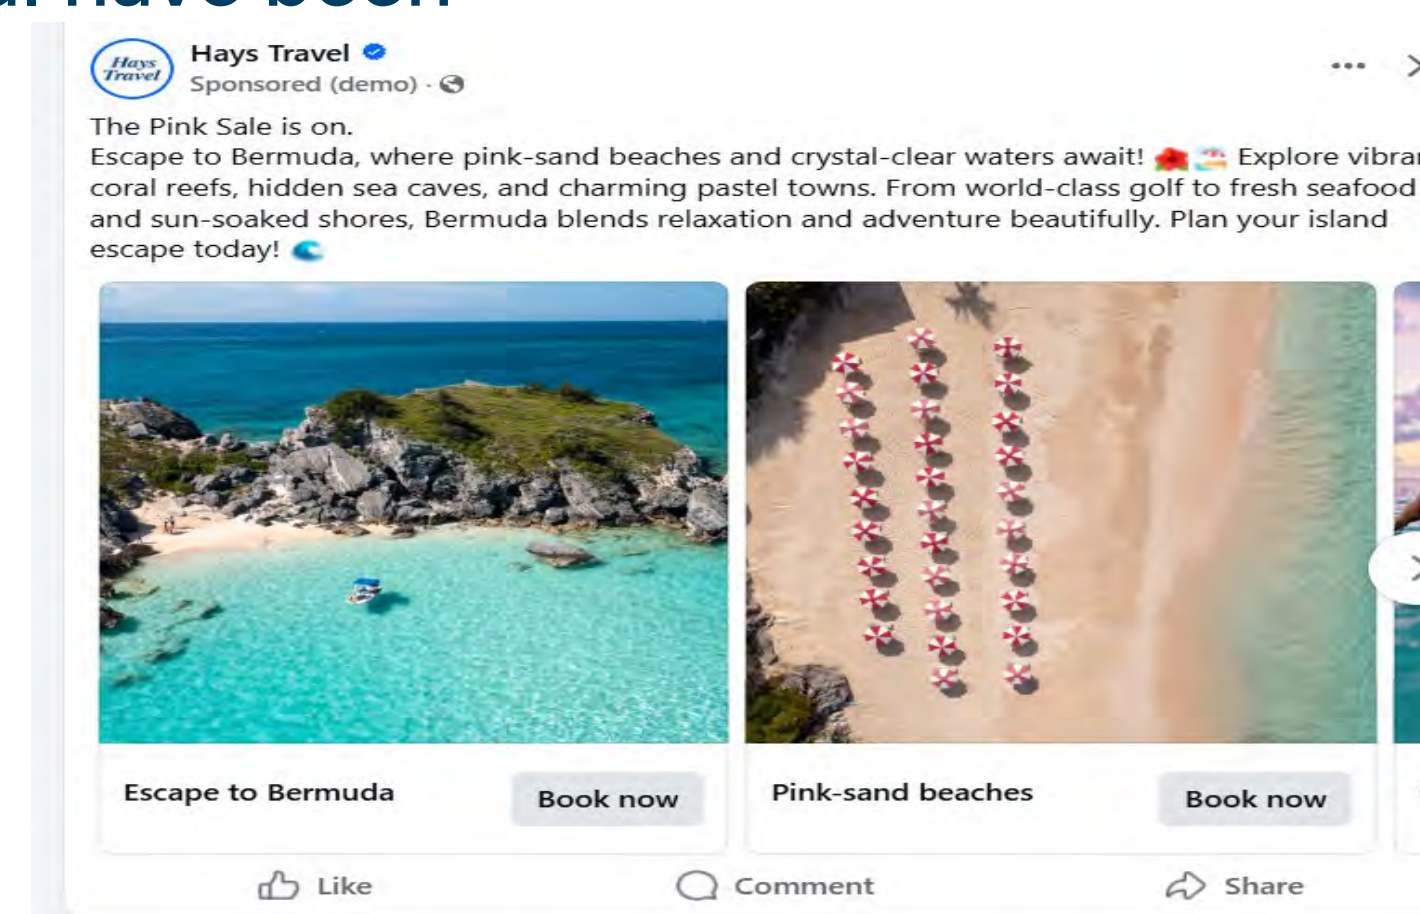 have been
Hays Travel
Hays
Travel
Sponsored (demo) ·
The Pink Sale is on.
Escape to Bermuda, where pink-sand beaches and crystal-clear waters await! 🌺 🏖️ Explore
coral reefs, hidden sea caves, and charming pastel towns. From world-class golf to fresh seafood
and sun-soaked shores, Bermuda blends relaxation and adventure beautifully. Plan your island
escape today! 🌊
Escape to Bermuda
Book now
Pink-sand beaches
Book now
Like
Comment
Share